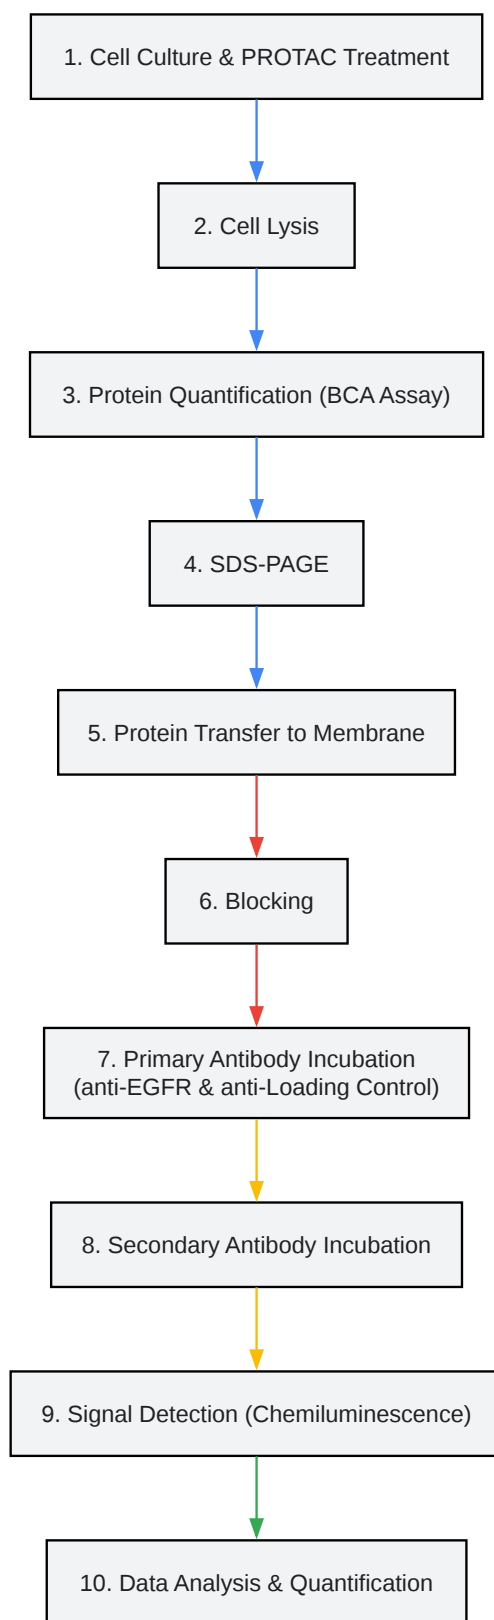 1. Cell Culture & PROTAC Treatment
2. Cell Lysis
3. Protein Quantification (BCA Assay)
4. SDS-PAGE
5. Protein Transfer to Membrane
6. Blocking
7. Primary Antibody Incubation
(anti-EGFR & anti-Loading Control)
8. Secondary Antibody Incubation
9. Signal Detection (Chemiluminescence)
10. Data Analysis & Quantification